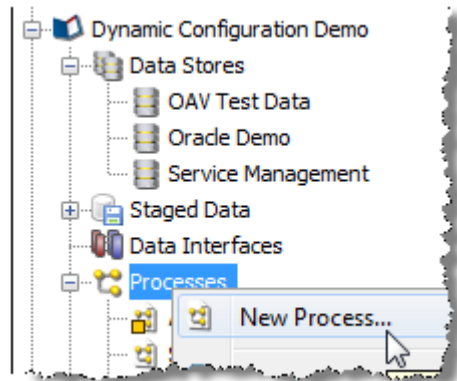 Dynamic Configuration Demo
Data Stores
OAV Test Data
Oracle Demo
Service Management
Staged Data
Data Interfaces
Processes
New Process...